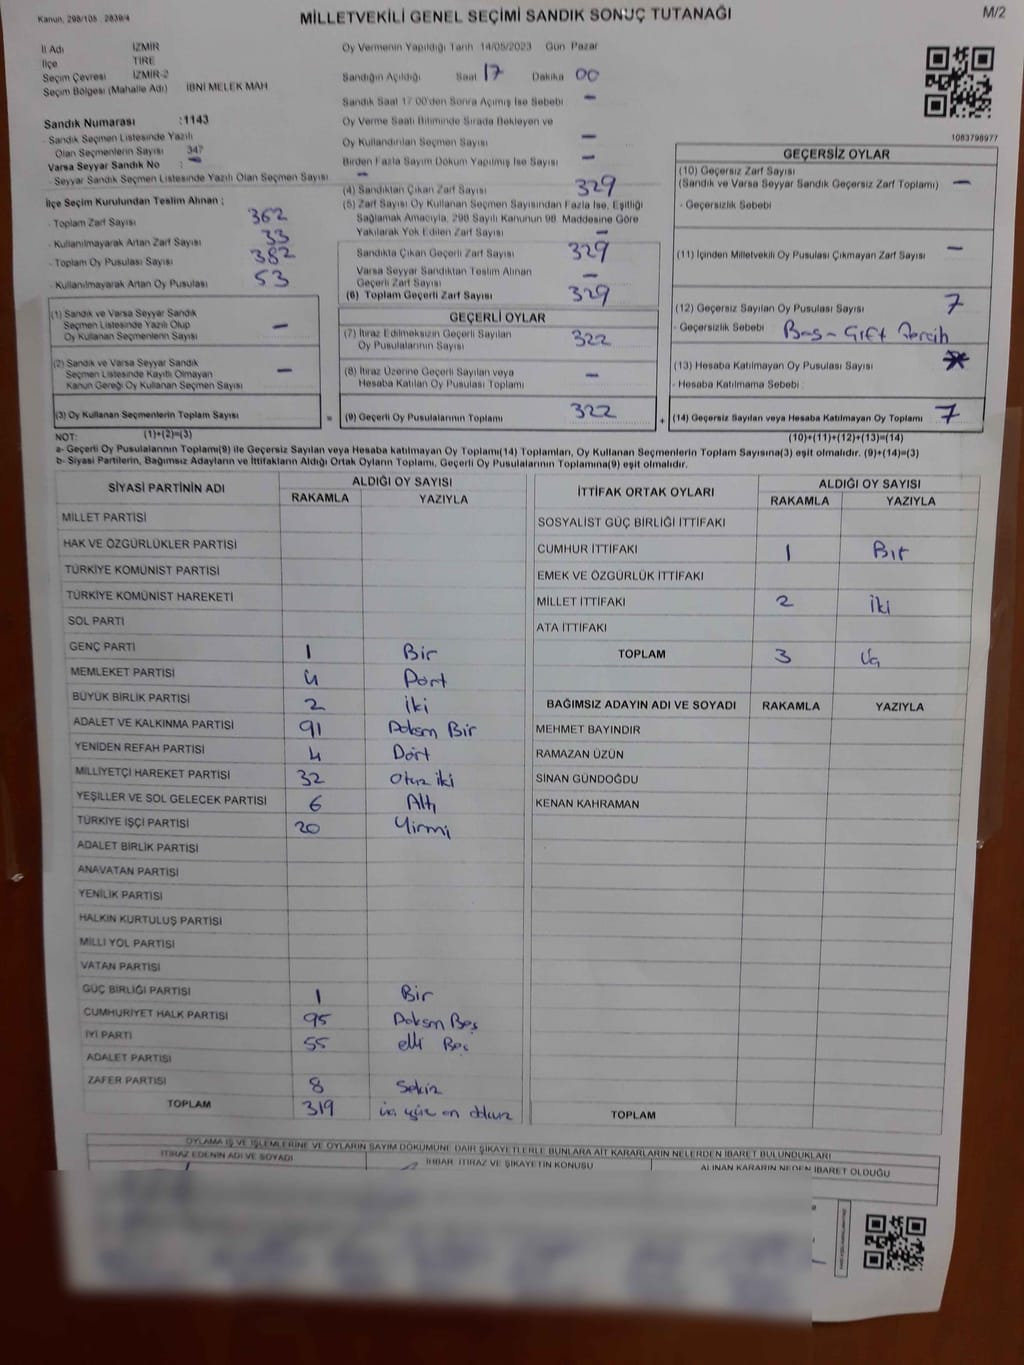 Kanun, 298/105 2839/4
MİLLETVEKİLİ GENEL SEÇİMİ SANDIK SONUÇ TUTANAĞI
M/2
İl Adı İZMİR
İlçe TİRE
Seçim Çevresi İZMİR-2
Seçim Bölgesi (Mahalle Adı) İBNİ MELEK MAH
Sandık Numarası :1143
- Sandık Seçmen Listesinde Yazılı
Olan Seçmenlerin Sayısı 347
Varsa Seyyar Sandık No : -
- Seyyar Sandık Seçmen Listesinde Yazılı Olan Seçmen Sayısı -
İlçe Seçim Kurulundan Teslim Alınan ;
- Toplam Zarf Sayısı 362
- Kullanılmayarak Artan Zarf Sayısı 33
- Toplam Oy Pusulası Sayısı 382
- Kullanılmayarak Artan Oy Pusulası 53
Oy Vermenin Yapıldığı Tarih 14/05/2023 Gün Pazar
Sandığın Açıldığı Saat 17 Dakika 00
Sandık Saat 17.00'den Sonra Açımış İse Sebebi -
Oy Verme Saati Bitiminde Sırada Bekleyen ve
Oy Kullandırılan Seçmen Sayısı -
Birden Fazla Sayım Döküm Yapılmış İse Sayısı -
(4) Sandıktan Çıkan Zarf Sayısı 329
(5) Zarf Sayısı Oy Kullanan Seçmen Sayısından Fazla İse, Eşitliği
Sağlamak Amacıyla, 298 Sayılı Kanunun 98. Maddesine Göre
Yakılarak Yok Edilen Zarf Sayısı -
Sandıkta Çıkan Geçerli Zarf Sayısı 329
Varsa Seyyar Sandıktan Teslim Alınan
Geçerli Zarf Sayısı -
(6) Toplam Geçerli Zarf Sayısı 329
1083798977
GEÇERSİZ OYLAR
(10) Geçersiz Zarf Sayısı
(Sandık ve Varsa Seyyar Sandık Geçersiz Zarf Toplamı) -
- Geçersizlik Sebebi
(11) İçinden Milletvekili Oy Pusulası Çıkmayan Zarf Sayısı -
(12) Geçersiz Sayılan Oy Pusulası Sayısı 7
- Geçersizlik Sebebi Boş - Gift Tercih
(13) Hesaba Katılmayan Oy Pusulası Sayısı
- Hesaba Katılmama Sebebi
(14) Geçersiz Sayılan veya Hesaba Katılmayan Oy Toplamı 7
(10)+(11)+(12)+(13)=(14)
(1) Sandık ve Varsa Seyyar Sandık
Seçmen Listesinde Yazılı Olup
Oy Kullanan Seçmenlerin Sayısı -
(2) Sandık ve Varsa Seyyar Sandık
Seçmen Listesinde Kayıtlı Olmayan
Kanun Gereği Oy Kullanan Seçmen Sayısı -
(3) Oy Kullanan Seçmenlerin Toplam Sayısı =
GEÇERLİ OYLAR
(7) İtiraz Edilmeksizin Geçerli Sayılan
Oy Pusulalarının Sayısı 322
(8) İtiraz Üzerine Geçerli Sayılan veya
Hesaba Katılan Oy Pusulası Toplamı -
(9) Geçerli Oy Pusulalarının Toplamı 322 +
NOT: (1)+(2)=(3)
a- Geçerli Oy Pusulalarının Toplamı(9) ile Geçersiz Sayılan veya Hesaba katılmayan Oy Toplamı(14) Toplamları, Oy Kullanan Seçmenlerin Toplam Sayısına(3) eşit olmalıdır. (9)+(14)=(3)
b- Siyasi Partilerin, Bağımsız Adayların ve İttifakların Aldığı Ortak Oyların Toplamı, Geçerli Oy Pusulalarının Toplamına(9) eşit olmalıdır.
SİYASİ PARTİNİN ADI ALDIĞI OY SAYISI
RAKAMLA YAZIYLA
MİLLET PARTİSİ
HAK VE ÖZGÜRLÜKLER PARTİSİ
TÜRKİYE KOMÜNİST PARTİSİ
TÜRKİYE KOMÜNİST HAREKETİ
SOL PARTİ
GENÇ PARTİ 1 Bir
MEMLEKET PARTİSİ 4 Dört
BÜYÜK BİRLİK PARTİSİ 2 iki
ADALET VE KALKINMA PARTİSİ 91 Doksan Bir
YENİDEN REFAH PARTİSİ 4 Dört
MİLLİYETÇİ HAREKET PARTİSİ 32 Otuz iki
YEŞİLLER VE SOL GELECEK PARTİSİ 6 Altı
TÜRKİYE İŞÇİ PARTİSİ 20 Yirmi
ADALET BİRLİK PARTİSİ
ANAVATAN PARTİSİ
YENİLİK PARTİSİ
HALKIN KURTULUŞ PARTİSİ
MİLLİ YOL PARTİSİ
VATAN PARTİSİ
GÜÇ BİRLİĞİ PARTİSİ 1 Bir
CUMHURİYET HALK PARTİSİ 95 Doksan Beş
İYİ PARTİ 55 elli Beş
ADALET PARTİSİ
ZAFER PARTİSİ 8 Sekiz
TOPLAM 319 üç yüz on dokuz
İTTİFAK ORTAK OYLARI ALDIĞI OY SAYISI
RAKAMLA YAZIYLA
SOSYALİST GÜÇ BİRLİĞİ İTTİFAKI
CUMHUR İTTİFAKI 1 Bir
EMEK VE ÖZGÜRLÜK İTTİFAKI
MİLLET İTTİFAKI 2 İki
ATA İTTİFAKI
TOPLAM 3 Üç
BAĞIMSIZ ADAYIN ADI VE SOYADI RAKAMLA YAZIYLA
MEHMET BAYINDIR
RAMAZAN ÜZÜN
SİNAN GÜNDOĞDU
KENAN KAHRAMAN
TOPLAM
OYLAMA İŞ VE İŞLEMLERİNE VE OYLARIN SAYIM DÖKÜMÜNE DAİR ŞİKAYETLERLE BUNLARA AİT KARARLARIN NELERDEN İBARET BULUNDUKLARI
İTİRAZ EDENİN ADI VE SOYADI İHBAR İTİRAZ VE ŞİKAYETİN KONUSU ALINAN KARARIN NEDEN İBARET OLDUĞU